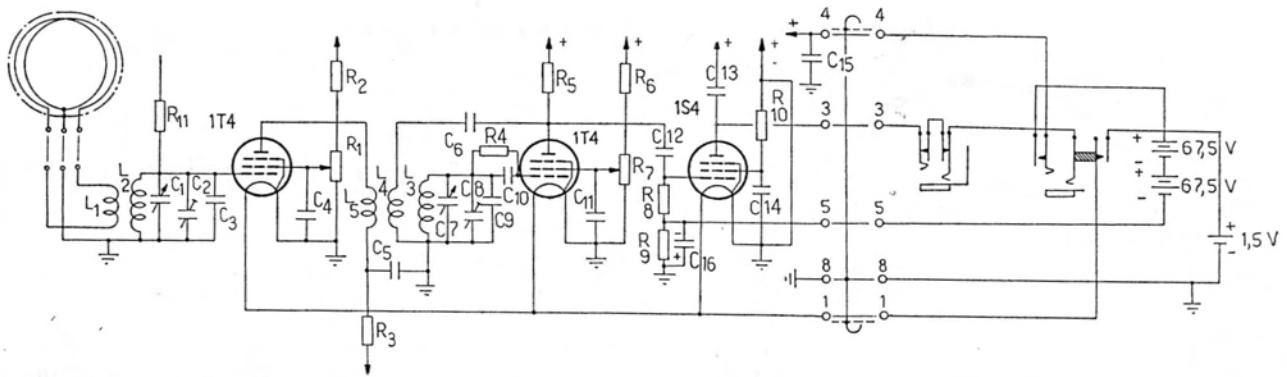 4 4
+
C15
R2
R5
R6
C13
R10
1S4
3 3
R11
1T4
R1
C6
R4
1T4
C12
+ 67,5 V
-
+ 67,5 V
-
L2
C1
C2
C3
L1
C4
L5
L4
L3
C8
C10
C7
C9
C11
R7
R8
C14
5 5
R9
C16
+ 1,5 V
-
C5
8 8
1 1
R3